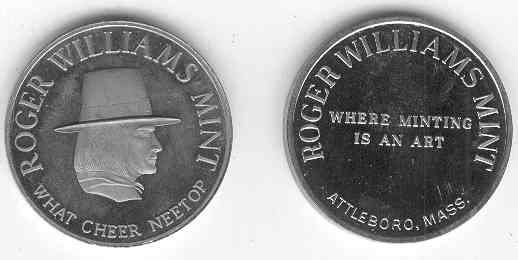 ROGER WILLIAMS MINT
WHAT CHEER NEETOP
ROGER WILLIAMS MINT
WHERE MINTING
IS AN ART
ATTLEBORO, MASS.